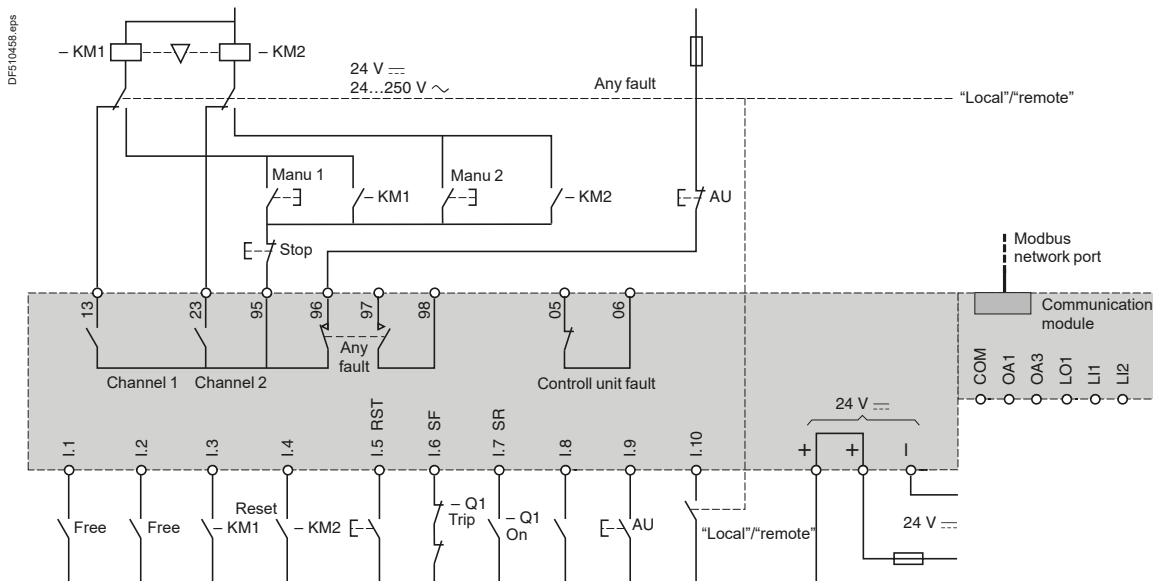 DF510458.eps
– KM1
– KM2
24 V ⎓
24...250 V ∿
Any fault
“Local”/“remote”
Manu 1
– KM1
Manu 2
– KM2
AU
Stop
Modbus
network port
13
23
95
96
97
98
05
06
Communication
module
Any
fault
Channel 1
Channel 2
Controll unit fault
COM
OA1
OA3
LO1
LI1
LI2
24 V ⎓
I.1
I.2
I.3
I.4
I.5 RST
I.6 SF
I.7 SR
I.8
I.9
I.10
+
+
I
Free
Free
– KM1
Reset
– KM2
– Q1
Trip
– Q1
On
AU
“Local”/“remote”
24 V ⎓